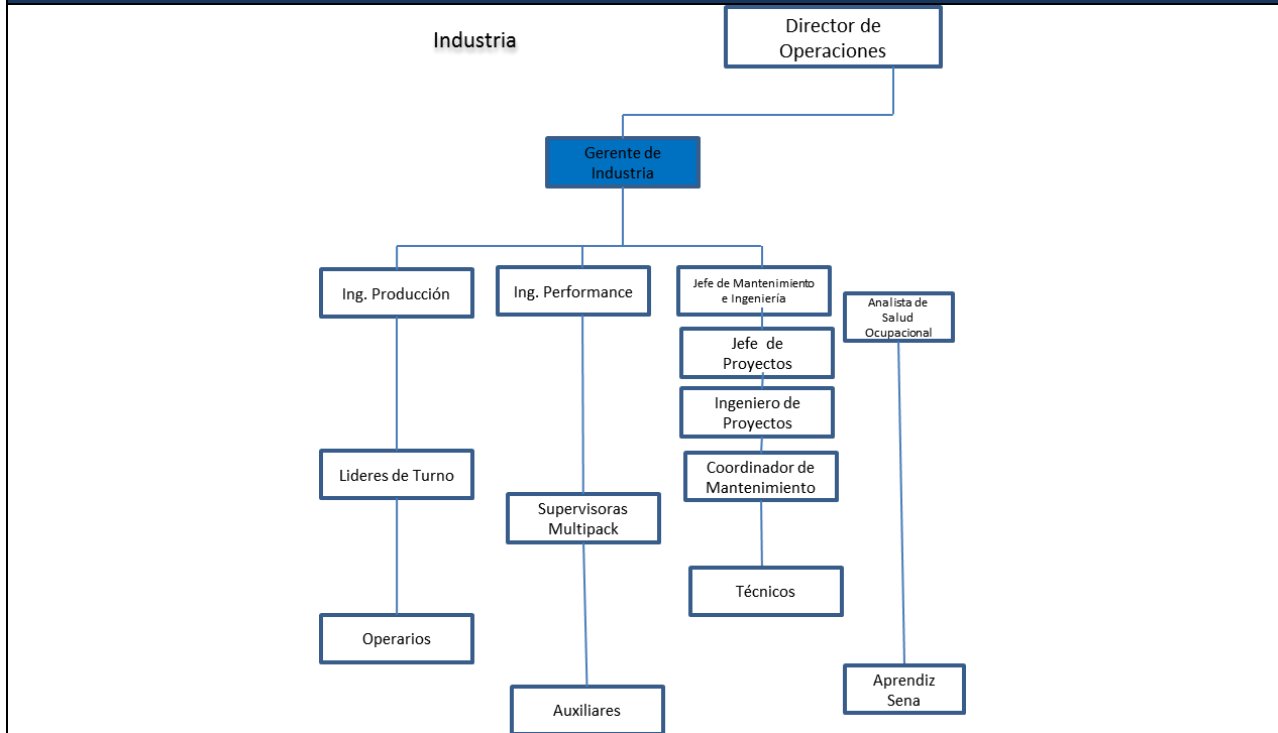 Industria
Director de
Operaciones
Gerente de
Industria
Ing. Producción
Ing. Performance
Jefe de Mantenimiento
e Ingeniería
Analista de
Salud
Ocupacional
Jefe de
Proyectos
Ingeniero de
Proyectos
Lideres de Turno
Coordinador de
Mantenimiento
Supervisoras
Multipack
Técnicos
Operarios
Aprendiz
Sena
Auxiliares